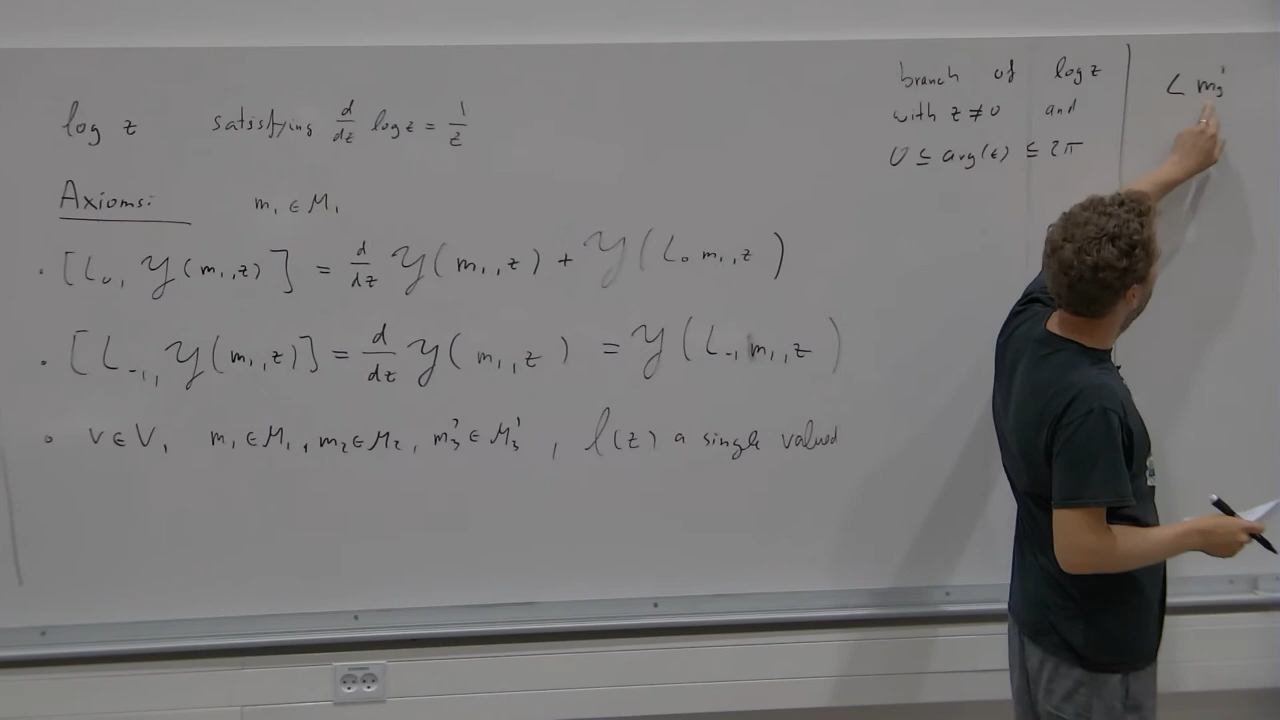 log z satisfying d/dz log z = 1/z
Axioms: m₁ ∈ M₁
· [L₀, 𝒴(m₁,z)] = d/dz 𝒴(m₁,z) + 𝒴(L₀ m₁,z)
· [L₋₁, 𝒴(m₁,z)] = d/dz 𝒴(m₁,z) = 𝒴(L₋₁ m₁,z)
∘ v ∈ V, m₁ ∈ M₁, m₂ ∈ M₂, m₃' ∈ M₃', f(z) a single valued
branch of log z
with z ≠ 0 and
0 ≤ arg(z) ≤ 2π
< m₃'